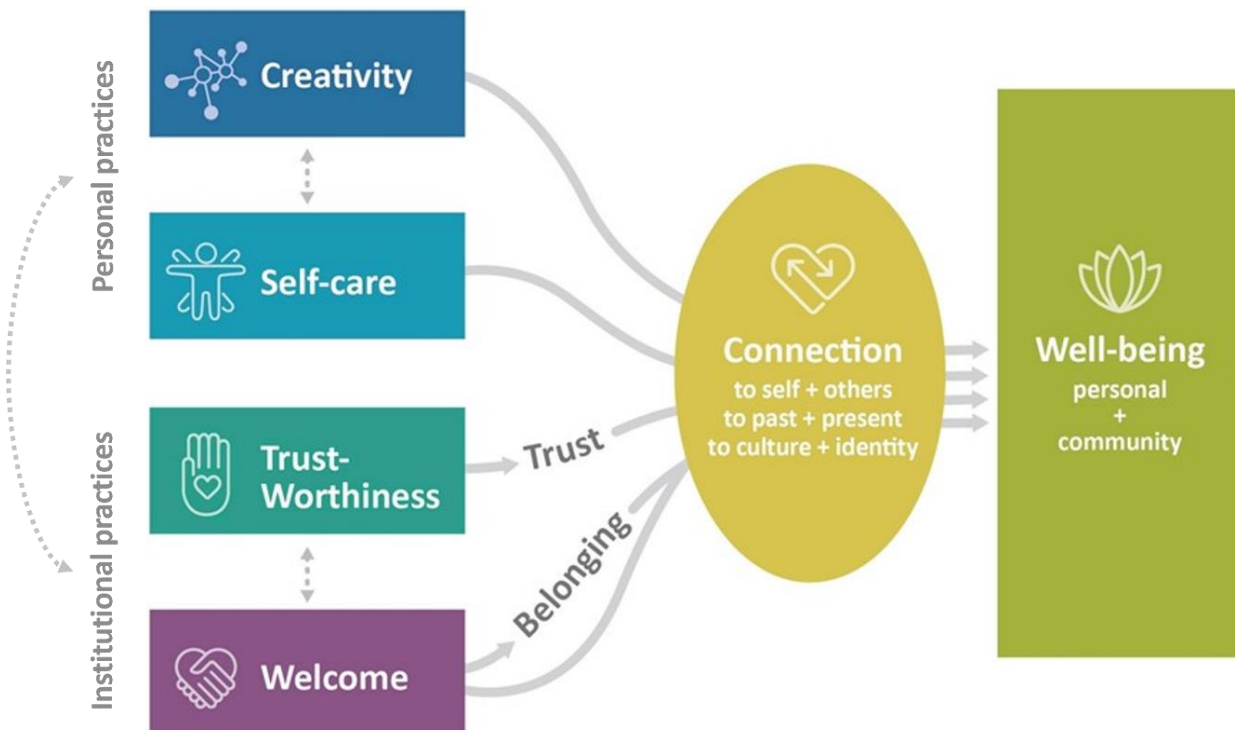 Personal practices
Creativity
Self-care
Institutional practices
Trust-
Worthiness
Welcome
Trust
Belonging
Connection
to self + others
to past + present
to culture + identity
Well-being
personal
+
community